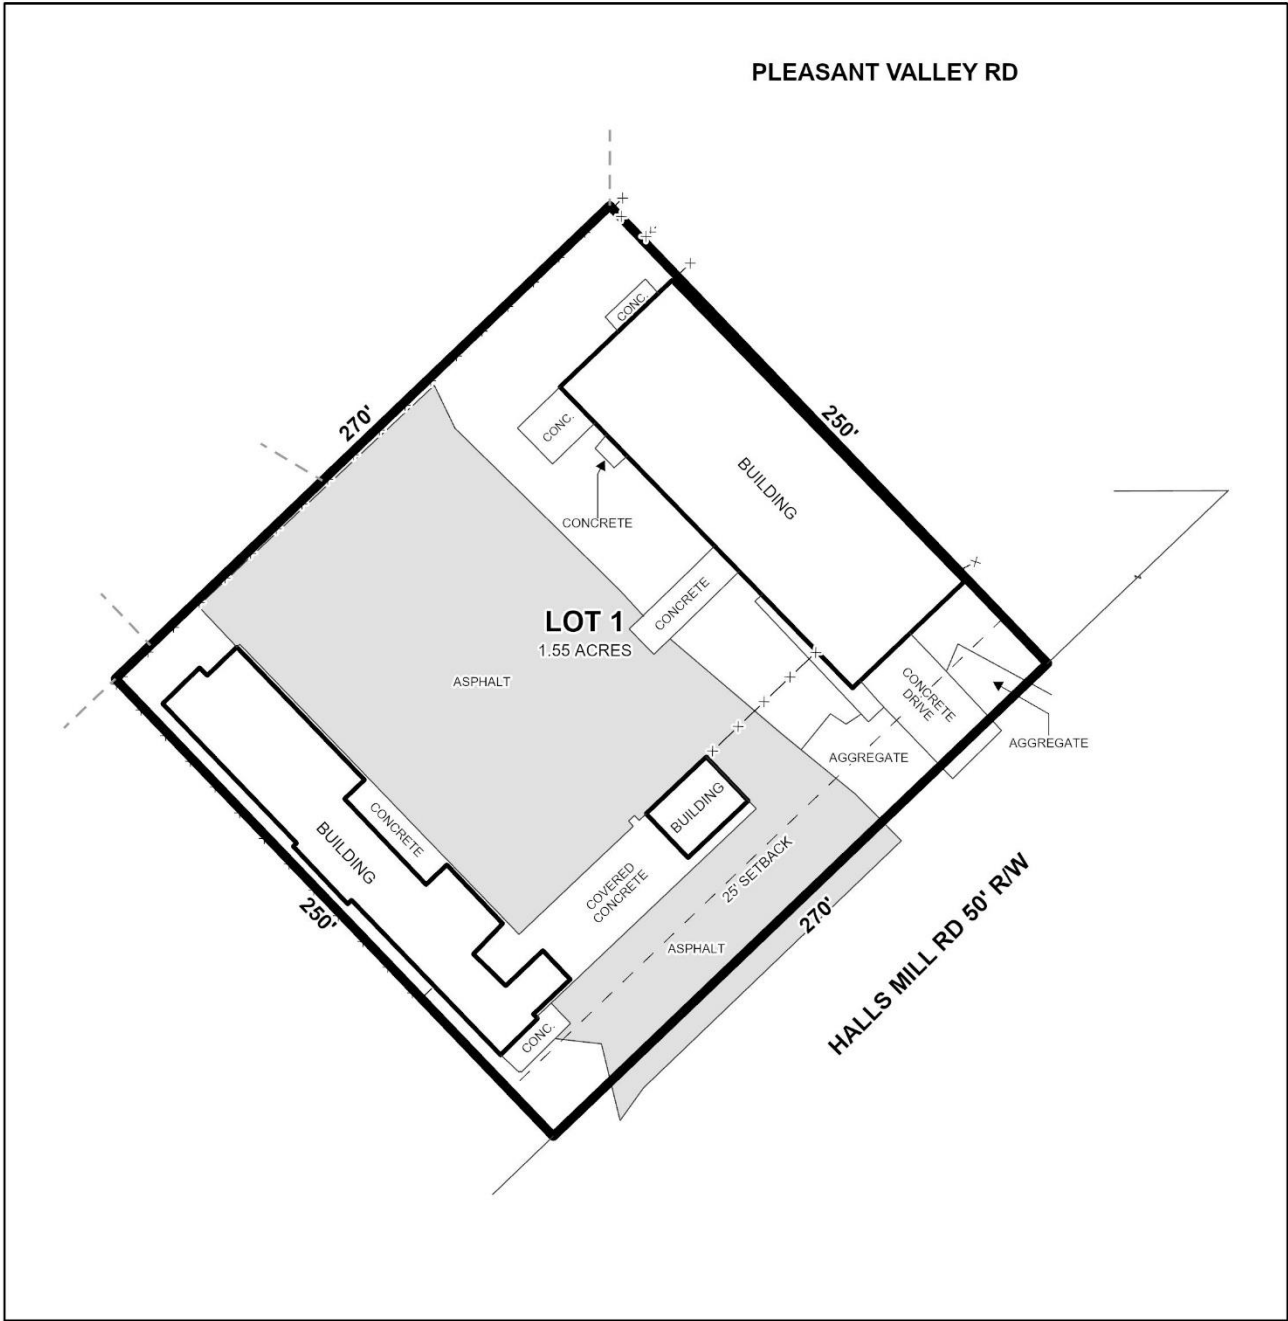 PLEASANT VALLEY RD
CONC.
270'
250'
CONC.
BUILDING
CONCRETE
CONCRETE
LOT 1
1.55 ACRES
ASPHALT
CONCRETE
DRIVE
AGGREGATE
AGGREGATE
BUILDING
CONCRETE
BUILDING
25' SETBACK
COVERED
CONCRETE
250'
270'
ASPHALT
HALLS MILL RD 50' R/W
CONC.